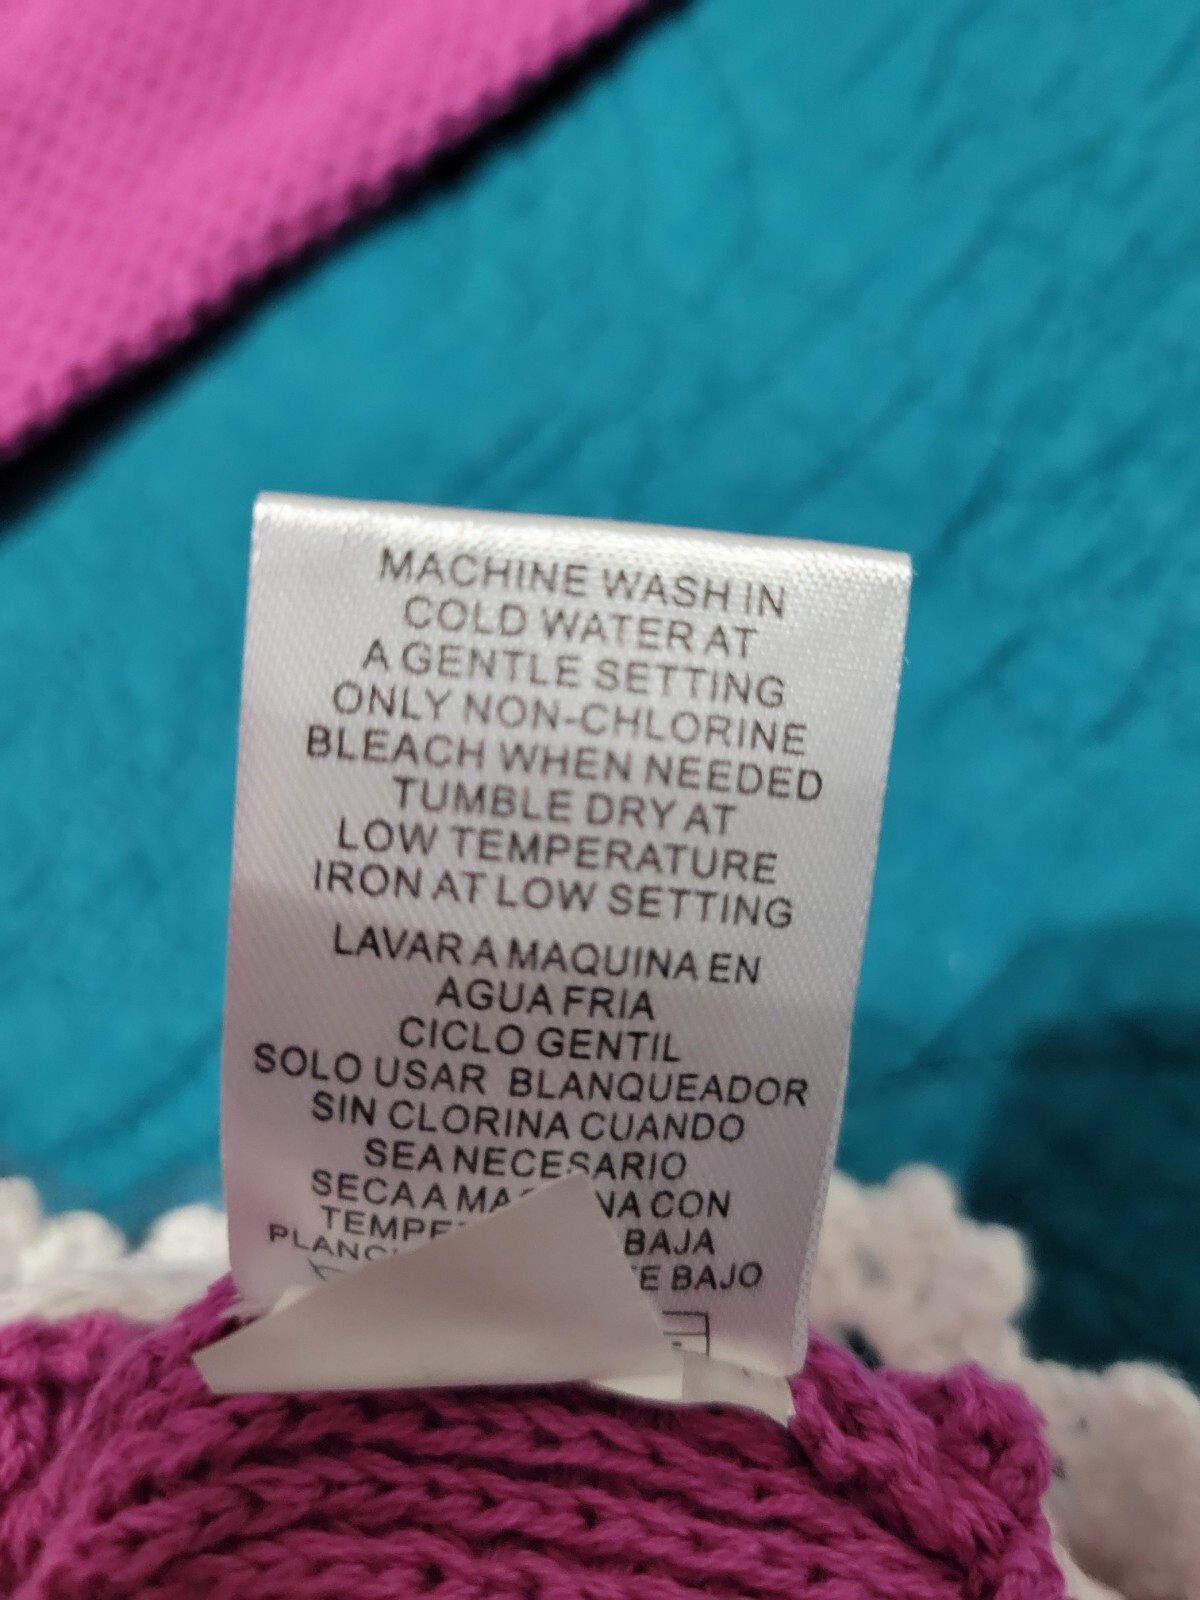 MACHINE WASH IN
COLD WATER AT
A GENTLE SETTING
ONLY NON-CHLORINE
BLEACH WHEN NEEDED
TUMBLE DRY AT
LOW TEMPERATURE
IRON AT LOW SETTING
LAVAR A MAQUINA EN
AGUA FRIA
CICLO GENTIL
SOLO USAR BLANQUEADOR
SIN CLORINA CUANDO
SEA NECESARIO
SECA A CON
BAJA
BAJO